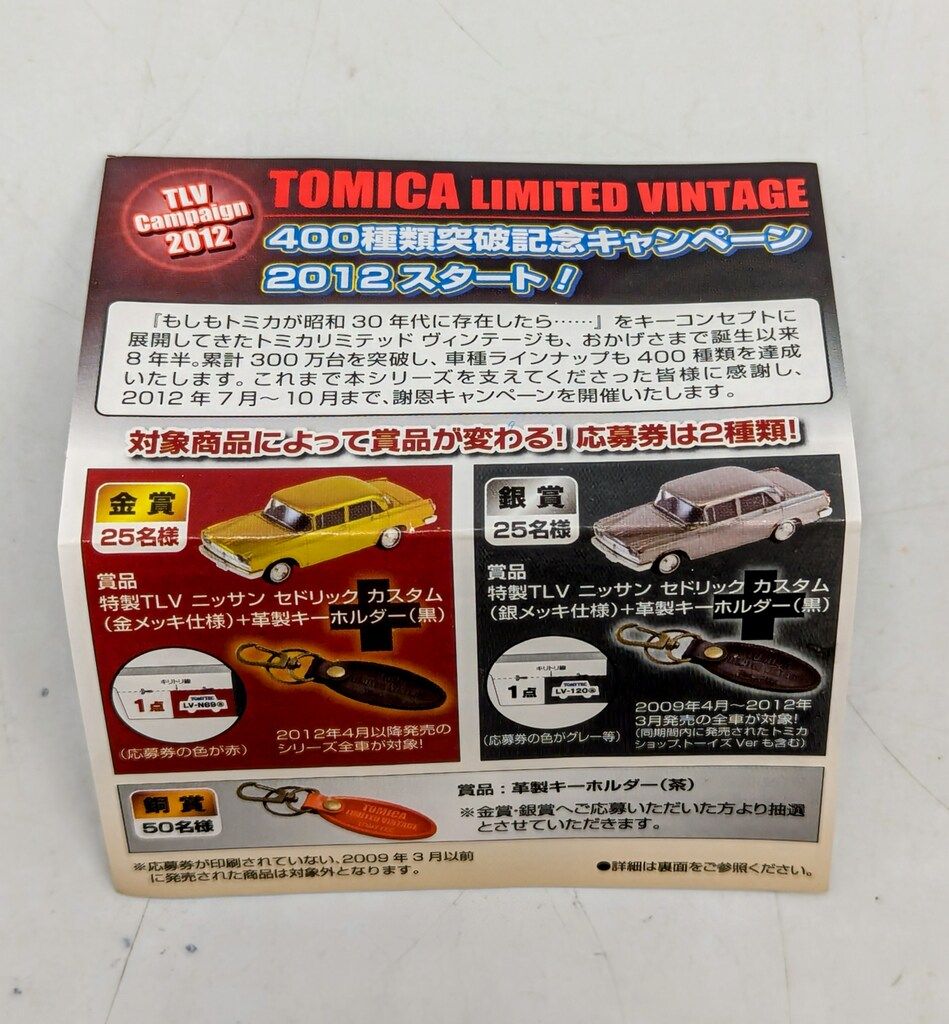 TLV
Campaign
2012
TOMICA LIMITED VINTAGE
400種類突破記念キャンペーン
2012スタート!
『もしもトミカが昭和30年代に存在したら……』をキーコンセプトに
展開してきたトミカリミテッド ヴィンテージも、おかげさまで誕生以来
8年半。累計300万台を突破し、車種ラインナップも400種類を達成
いたします。これまで本シリーズを支えてくださった皆様に感謝し、
2012年7月～10月まで、謝恩キャンペーンを開催いたします。
対象商品によって賞品が変わる!応募券は2種類!
金賞
25名様
賞品
特製TLV ニッサン セドリック カスタム
(金メッキ仕様)+革製キーホルダー(黒)
キリトリ線
1点
TOMYTEC
LV-N69ⓐ
(応募券の色が赤)
2012年4月以降発売の
シリーズ全車が対象!
銀賞
25名様
賞品
特製TLV ニッサン セドリック カスタム
(銀メッキ仕様)+革製キーホルダー(黒)
キリトリ線
1点
TOMYTEC
LV-120ⓐ
(応募券の色がグレー等)
2009年4月～2012年
3月発売の全車が対象!
(同期間内に発売されたトミカ
ショップ、トーイズVerも含む)
銅賞
50名様
TOMICA
LIMITED VINTAGE
賞品:革製キーホルダー(茶)
※金賞・銀賞へご応募いただいた方より抽選
とさせていただきます。
※応募券が印刷されていない、2009年3月以前
に発売された商品は対象外となります。
●詳細は裏面をご参照ください。